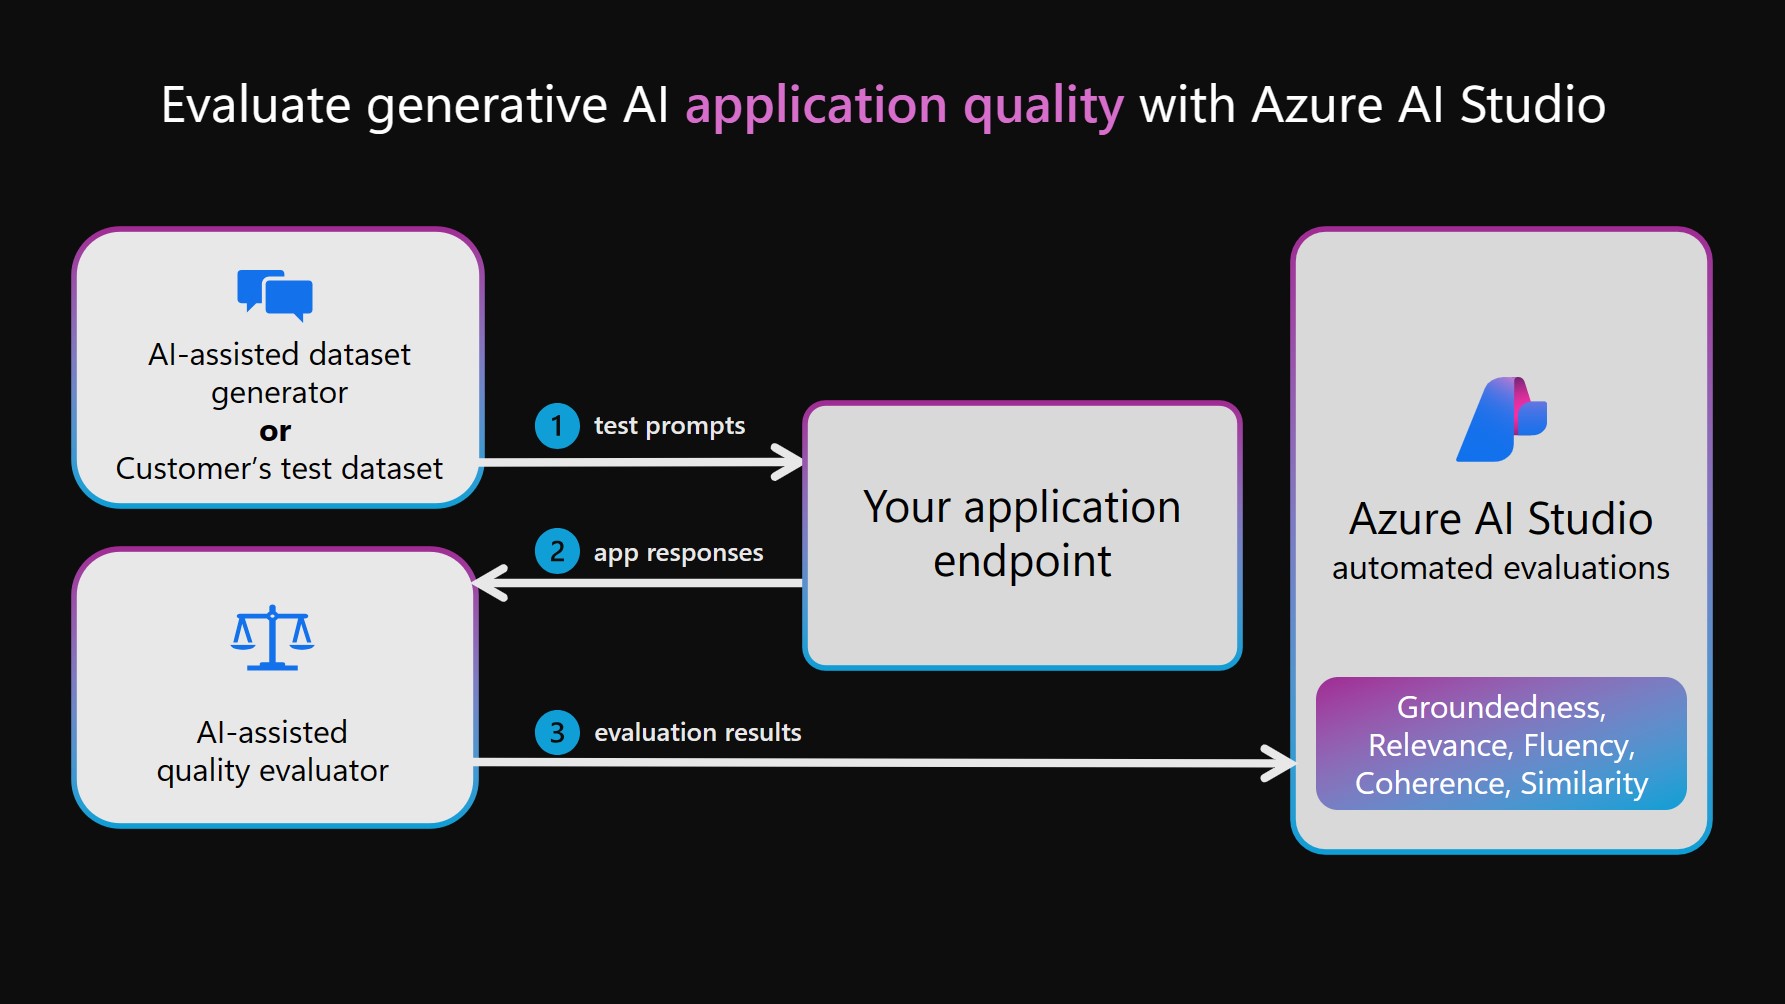 Evaluate generative AI application quality with Azure AI Studio
AI-assisted dataset
generator
or
Customer's test dataset
1 test prompts
Your application
endpoint
2 app responses
AI-assisted
quality evaluator
3 evaluation results
Azure AI Studio
automated evaluations
Groundedness,
Relevance, Fluency,
Coherence, Similarity